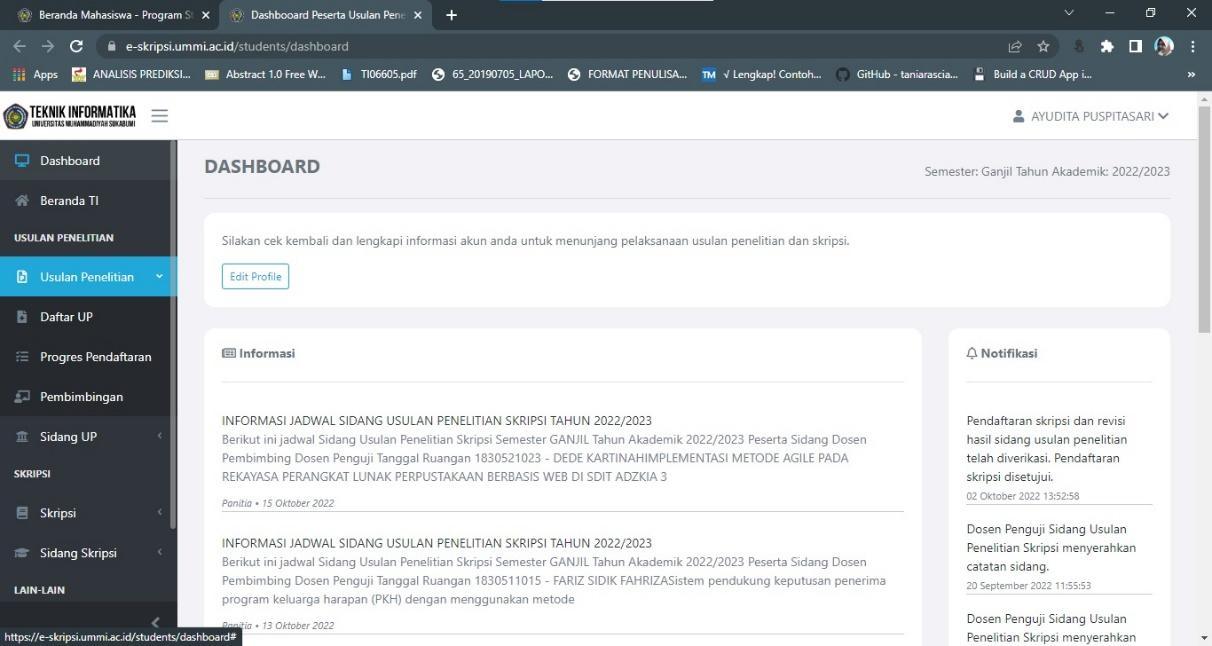 Beranda Mahasiswa - Program St
Dashbooard Peserta Usulan Pene
e-skripsi.ummi.ac.id/students/dashboard
Apps
ANALISIS PREDIKSI...
Abstract 1.0 Free W...
TI06605.pdf
65_20190705_LAPO...
FORMAT PENULISA...
TM √ Lengkap! Contoh...
GitHub - taniarascia...
Build a CRUD App i...
»
TEKNIK INFORMATIKA
UNIVERSITAS MUHAMMADIYAH SUKABUMI
AYUDITA PUSPITASARI
Dashboard
Beranda TI
USULAN PENELITIAN
Usulan Penelitian
Daftar UP
Progres Pendaftaran
Pembimbingan
Sidang UP
SKRIPSI
Skripsi
Sidang Skripsi
LAIN-LAIN
https://e-skripsi.ummi.ac.id/students/dashboard#
DASHBOARD
Semester: Ganjil Tahun Akademik: 2022/2023
Silakan cek kembali dan lengkapi informasi akun anda untuk menunjang pelaksanaan usulan penelitian dan skripsi.
Edit Profile
Informasi
INFORMASI JADWAL SIDANG USULAN PENELITIAN SKRIPSI TAHUN 2022/2023
Berikut ini jadwal Sidang Usulan Penelitian Skripsi Semester GANJIL Tahun Akademik 2022/2023 Peserta Sidang Dosen
Pembimbing Dosen Penguji Tanggal Ruangan 1830521023 - DEDE KARTINAHIMPLEMENTASI METODE AGILE PADA
REKAYASA PERANGKAT LUNAK PERPUSTAKAAN BERBASIS WEB DI SDIT ADZKIA 3
Panitia • 15 Oktober 2022
INFORMASI JADWAL SIDANG USULAN PENELITIAN SKRIPSI TAHUN 2022/2023
Berikut ini jadwal Sidang Usulan Penelitian Skripsi Semester GANJIL Tahun Akademik 2022/2023 Peserta Sidang Dosen
Pembimbing Dosen Penguji Tanggal Ruangan 1830511015 - FARIZ SIDIK FAHRIZASistem pendukung keputusan penerima
program keluarga harapan (PKH) dengan menggunakan metode
Panitia • 13 Oktober 2022
Notifikasi
Pendaftaran skripsi dan revisi
hasil sidang usulan penelitian
telah diverikasi. Pendaftaran
skripsi disetujui.
02 Oktober 2022 13:52:58
Dosen Penguji Sidang Usulan
Penelitian Skripsi menyerahkan
catatan sidang.
20 September 2022 11:55:53
Dosen Penguji Sidang Usulan
Penelitian Skripsi menyerahkan